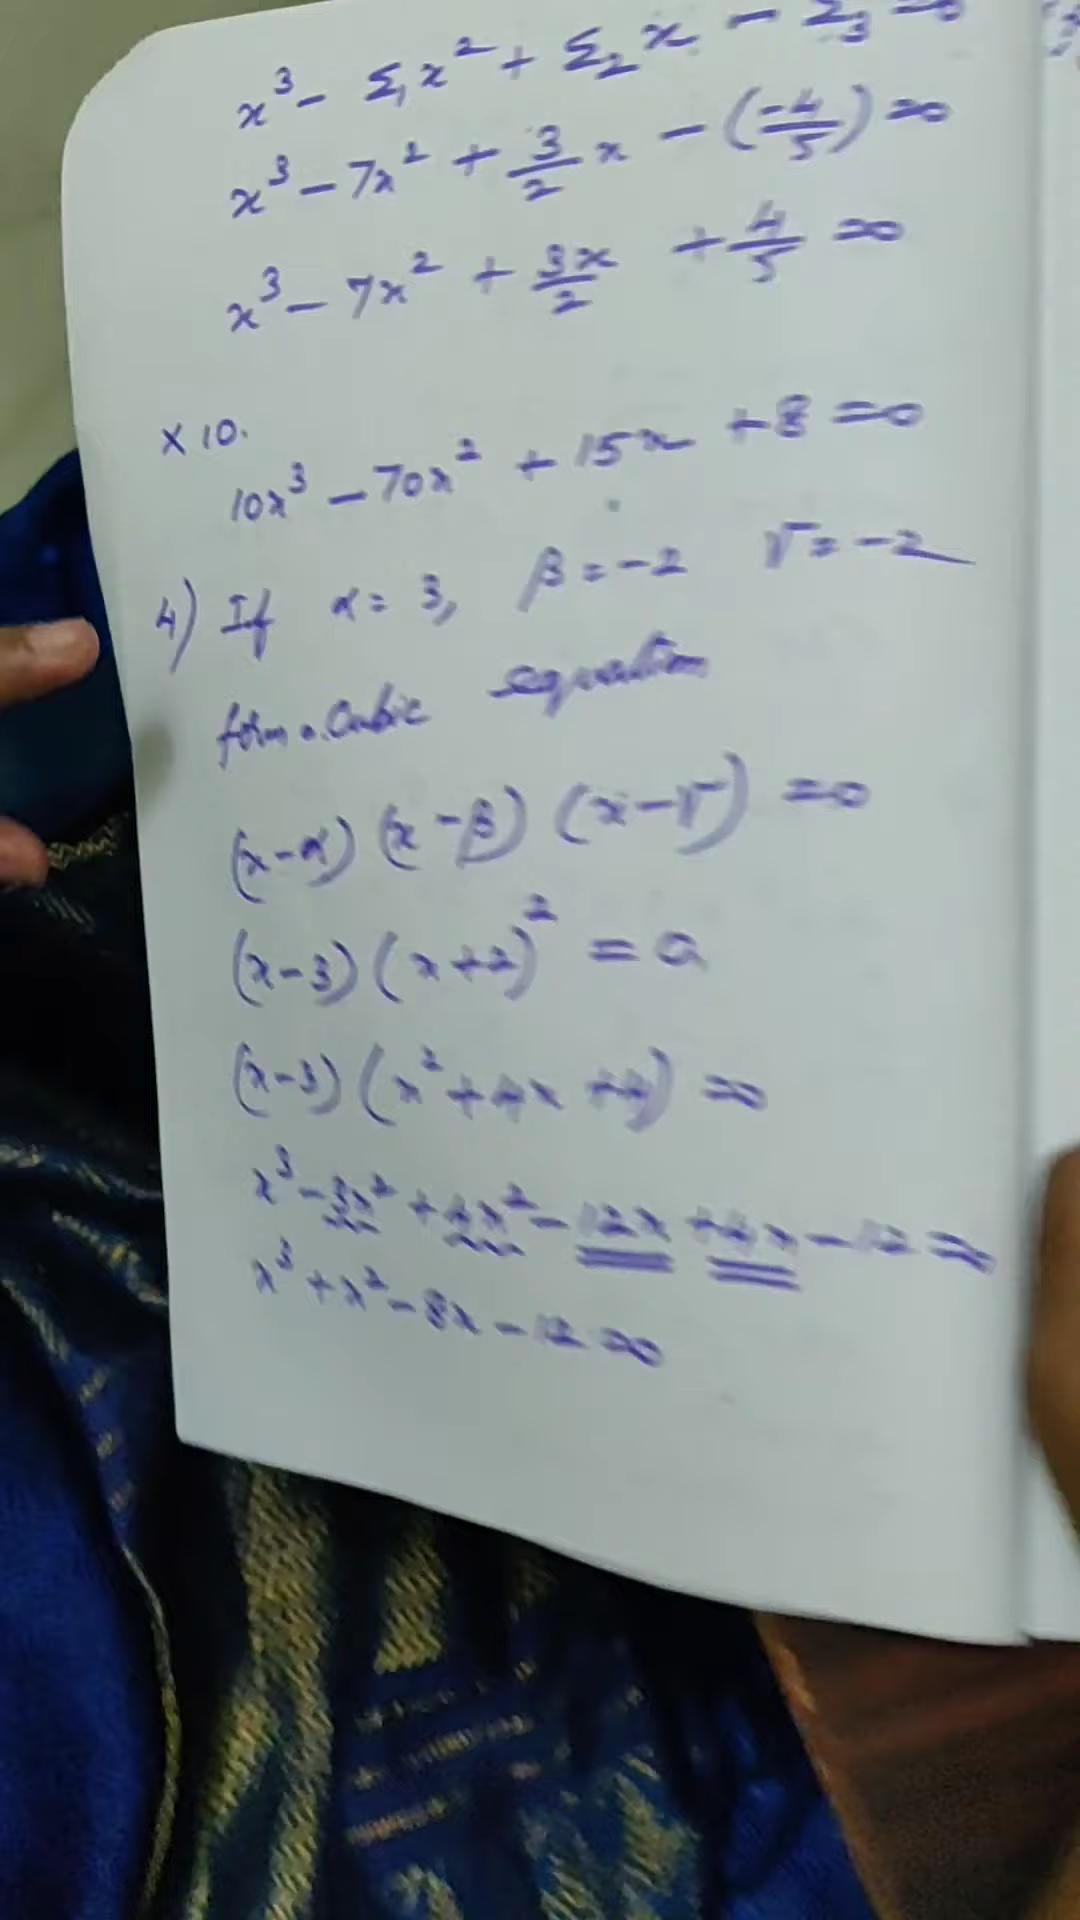 x³ - Σ₁x² + Σ₂x - Σ₃ = 0
x³ - 7x² + 3/2 x - (-4/5) = 0
x³ - 7x² + 3x/2 + 4/5 = 0
× 10.
10x³ - 70x² + 15x + 8 = 0
4) If α = 3, β = -2 γ = -2
form a Cubic equation
(x-α) (x-β) (x-γ) = 0
(x-3) (x+2)² = 0
(x-3) (x² + 4x + 4) = 0
x³ - 3x² + 4x² - 12x + 4x - 12 = 0
x³ + x² - 8x - 12 = 0